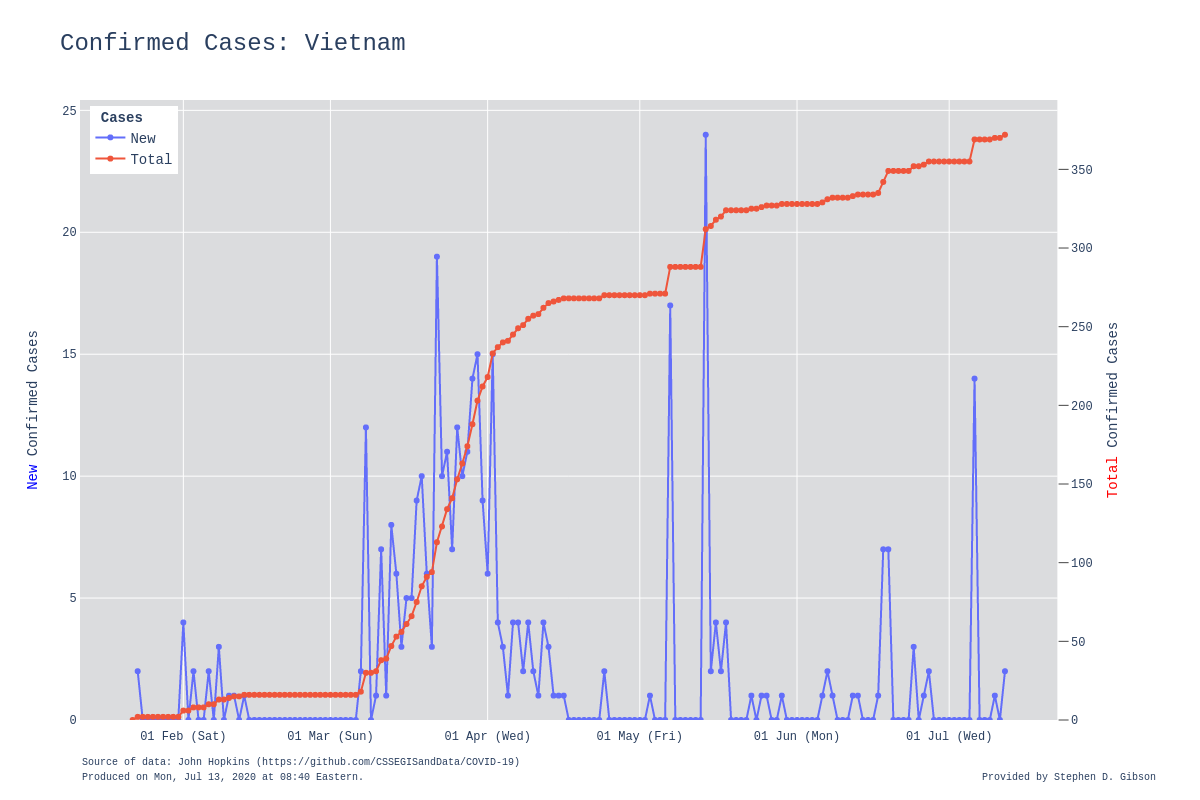 Confirmed Cases: Vietnam
Cases
New
Total
25
20
15
10
5
0
New Confirmed Cases
350
300
250
200
150
100
50
0
Total Confirmed Cases
01 Feb (Sat) 01 Mar (Sun) 01 Apr (Wed) 01 May (Fri) 01 Jun (Mon) 01 Jul (Wed)
Source of data: John Hopkins (https://github.com/CSSEGISandData/COVID-19)
Produced on Mon, Jul 13, 2020 at 08:40 Eastern.
Provided by Stephen D. Gibson